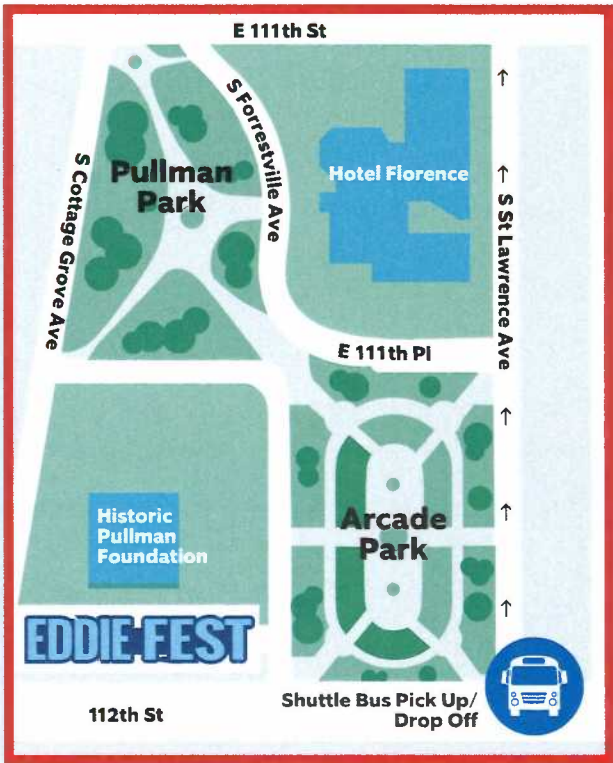 E 111th St
S Forrestville Ave
Hotel Florence
Pullman
Park
S Cottage Grove Ave
S St Lawrence Ave
E 111th Pl
Historic
Pullman
Foundation
Arcade
Park
EDDIE FEST
Shuttle Bus Pick Up/
Drop Off
112th St